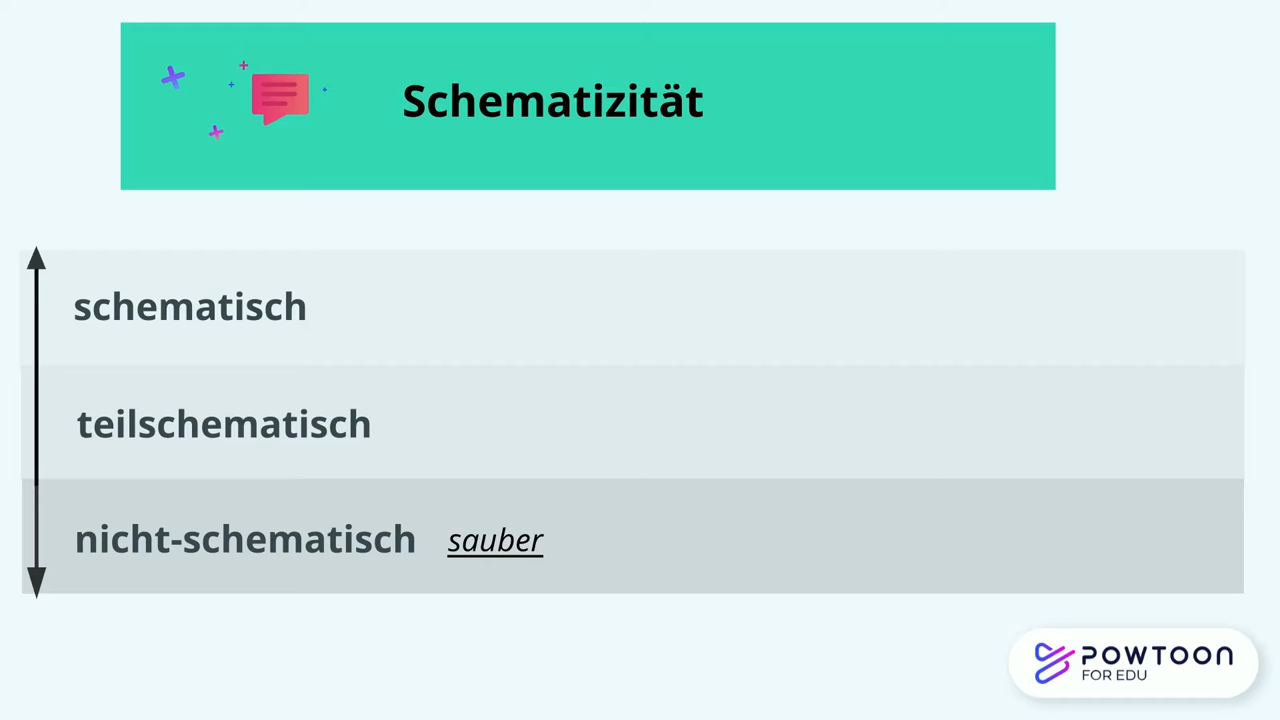 Schematizität
schematisch
teilschematisch
nicht-schematisch sauber
POWTOON
FOR EDU